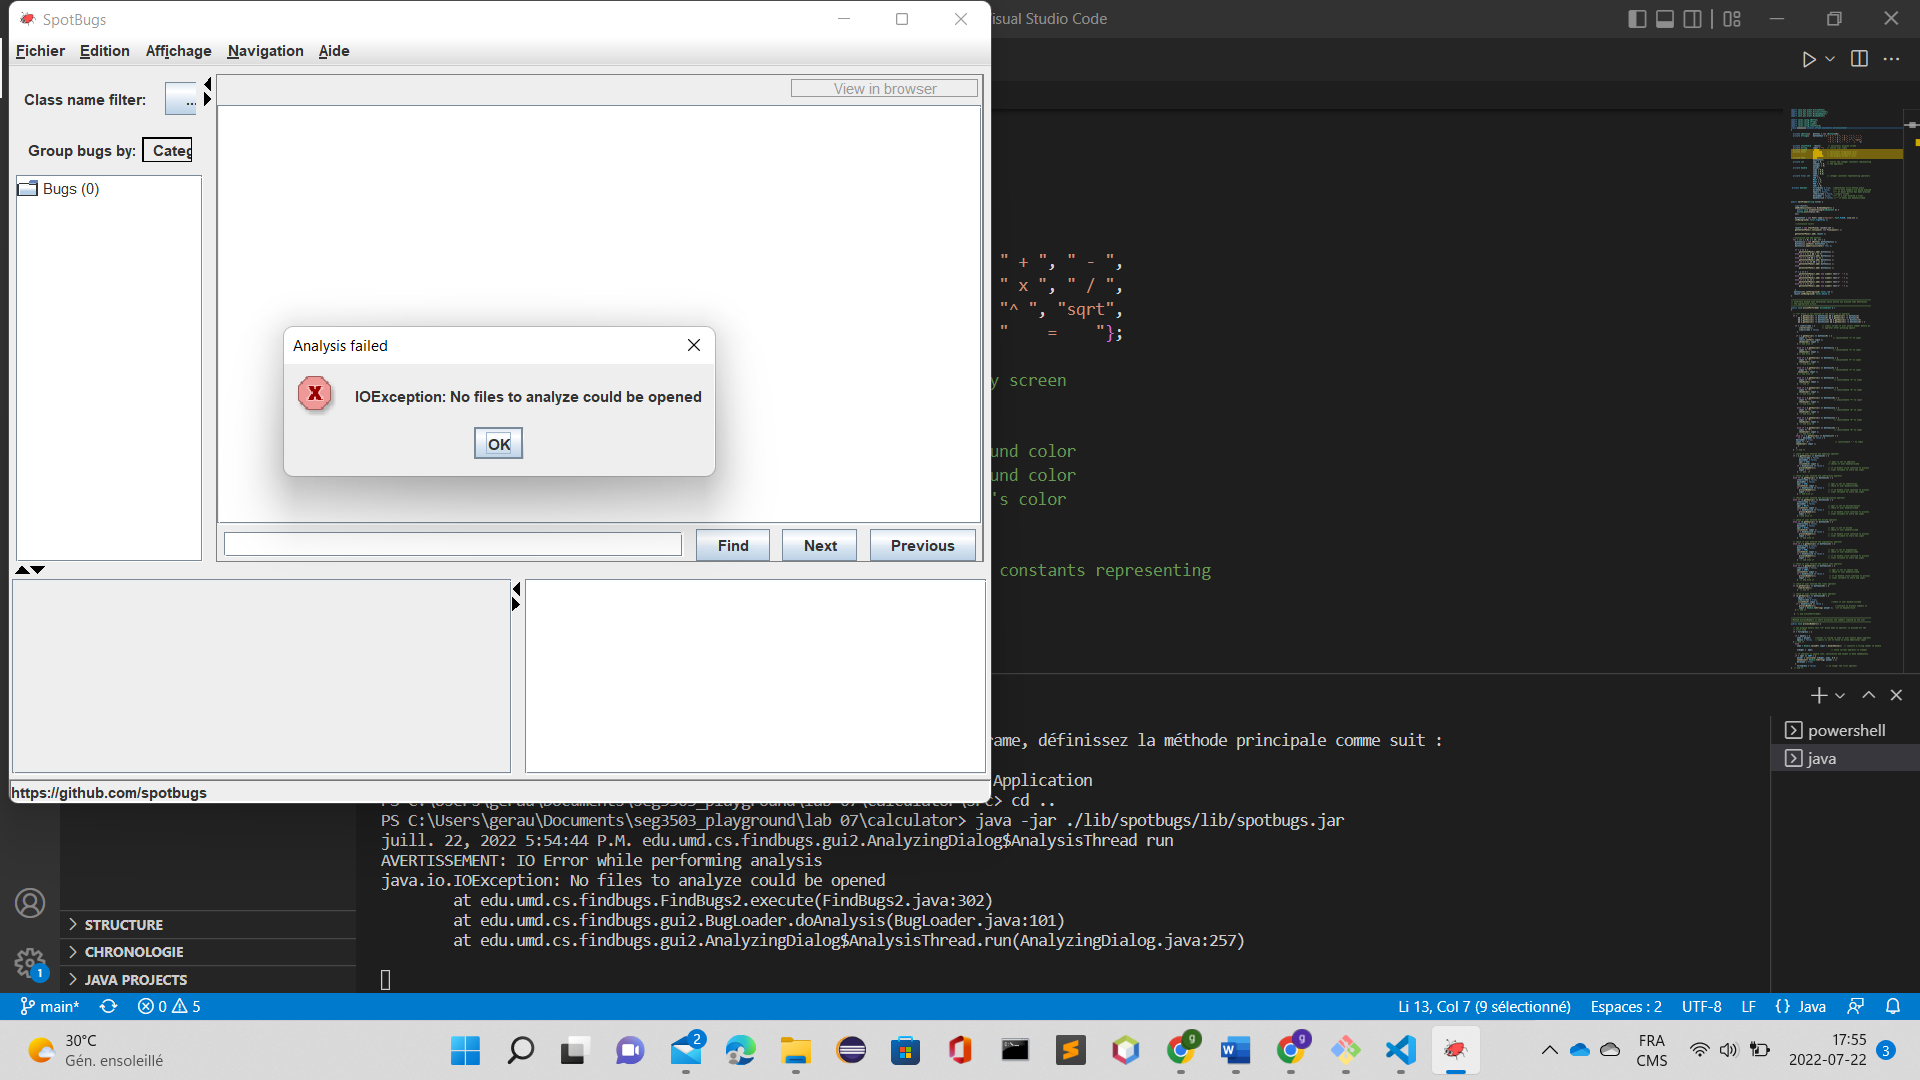 SpotBugs
isual Studio Code
Fichier Edition Affichage Navigation Aide
Class name filter: ...
View in browser
Group bugs by: Categ
Bugs (0)
" + ", " - ",
" x ", " / ",
"^ ", "sqrt",
"    =    "};
Analysis failed
IOException: No files to analyze could be opened
OK
y screen
und color
und color
's color
Find Next Previous
constants representing
https://github.com/spotbugs
powershell
java
rame, définissez la méthode principale comme suit :
Application
PS C:\Users\gerau\Documents\seg3503_playground\lab 07\calculator\src> cd ..
PS C:\Users\gerau\Documents\seg3503_playground\lab 07\calculator> java -jar ./lib/spotbugs/lib/spotbugs.jar
juill. 22, 2022 5:54:44 P.M. edu.umd.cs.findbugs.gui2.AnalyzingDialog$AnalysisThread run
AVERTISSEMENT: IO Error while performing analysis
java.io.IOException: No files to analyze could be opened
at edu.umd.cs.findbugs.FindBugs2.execute(FindBugs2.java:302)
at edu.umd.cs.findbugs.gui2.BugLoader.doAnalysis(BugLoader.java:101)
at edu.umd.cs.findbugs.gui2.AnalyzingDialog$AnalysisThread.run(AnalyzingDialog.java:257)
STRUCTURE
CHRONOLOGIE
JAVA PROJECTS
1
main* 0 5
Li 13, Col 7 (9 sélectionné) Espaces : 2 UTF-8 LF {} Java
30°C
Gén. ensoleillé
2
g
g
FRA
CMS
17:55
2022-07-22
3